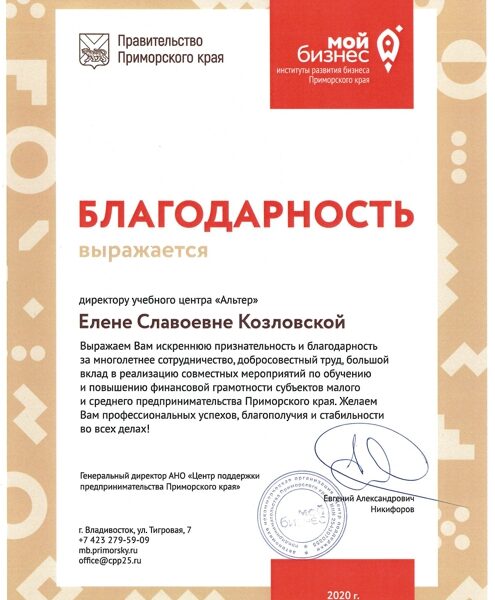 Правительство
Приморского края
мой
бизнес
институты развития бизнеса
Приморского края
БЛАГОДАРНОСТЬ
выражается
директору учебного центра «Альтер»
Елене Славоевне Козловской
Выражаем Вам искреннюю признательность и благодарность
за многолетнее сотрудничество, добросовестный труд, большой
вклад в реализацию совместных мероприятий по обучению
и повышению финансовой грамотности субъектов малого
и среднего предпринимательства Приморского края. Желаем
Вам профессиональных успехов, благополучия и стабильности
во всех делах!
Генеральный директор АНО «Центр поддержки
предпринимательства Приморского края»
Евгений Александрович
Никифоров
мой
бизнес
г. Владивосток, ул. Тигровая, 7
+7 423 279-59-09
mb.primorsky.ru
office@cpp25.ru
2020 г.